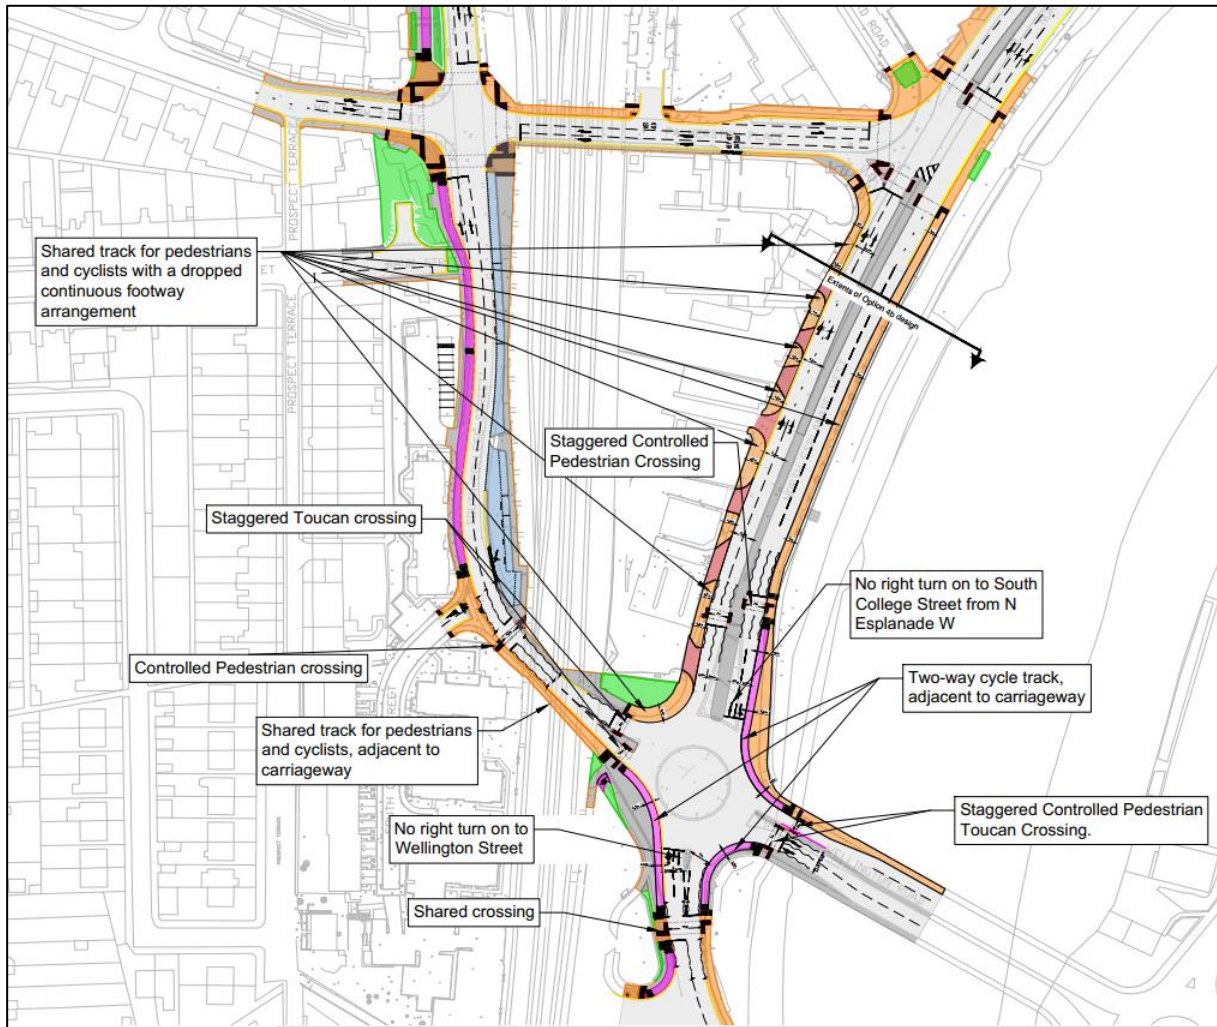 PROSPECT TERRACE
Shared track for pedestrians
and cyclists with a dropped
continuous footway
arrangement
Extents of Option 4b design
PROSPECT TERRACE
Staggered Controlled
Pedestrian Crossing
Staggered Toucan crossing
No right turn on to South
College Street from N
Esplanade W
Controlled Pedestrian crossing
Two-way cycle track,
adjacent to carriageway
Shared track for pedestrians
and cyclists, adjacent to
carriageway
Staggered Controlled Pedestrian
Toucan Crossing.
No right turn on to
Wellington Street
PROSPECT TERRACE
Shared crossing